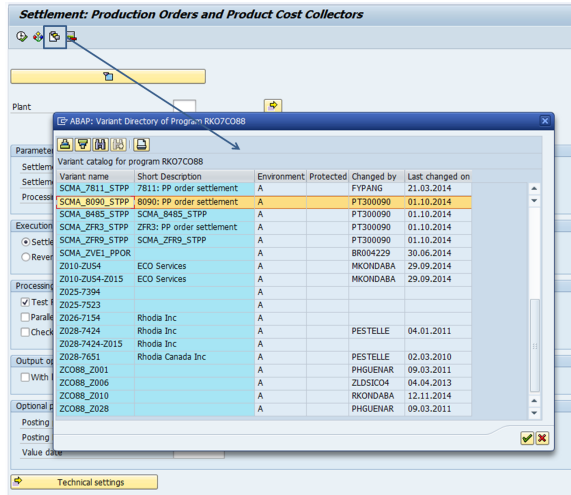 Settlement: Production Orders and Product Cost Collectors
Plant
ABAP: Variant Directory of Program RKO7CO88
Variant catalog for program RKO7CO88
Variant name Short Description Environment Protected Changed by Last changed on
SCMA_7811_STPP 7811: PP order settlement A FYPANG 21.03.2014
SCMA_8090_STPP 8090: PP order settlement A PT300090 01.10.2014
SCMA_8485_STPP SCMA_8485_STPP A PT300090 01.10.2014
SCMA_ZFR3_STPP ZFR3: PP order settlement A PT300090 01.10.2014
SCMA_ZFR9_STPP SCMA_ZFR9_STPP A PT300090 01.10.2014
SCMA_ZVE1_PPOR A BR004229 30.06.2014
Z010-ZUS4 ECO Services A MKONDABA 29.09.2014
Z010-ZUS4-Z015 ECO Services A MKONDABA 29.09.2014
Z025-7394 A
Z025-7523 A
Z026-7154 Rhodia Inc A
Z028-7424 Rhodia Inc A PESTELLE 04.01.2011
Z028-7424-Z015 Rhodia Inc A
Z028-7651 Rhodia Canada Inc A PESTELLE 02.03.2010
ZCO88_Z001 A PHGUENAR 09.03.2011
ZCO88_Z006 A ZLDSICO4 04.04.2013
ZCO88_Z010 A RKONDABA 12.11.2014
ZCO88_Z028 A PHGUENAR 09.03.2011
Parameter
Settlem
Settlem
Processi
Execution
Settle
Rever
Processing
Test
Paralle
Check
Output op
With l
Optional p
Posting
Posting
Value date
Technical settings